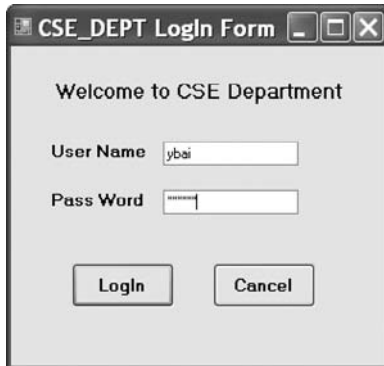 CSE_DEPT LogIn Form
Welcome to CSE Department
User Name ybai
Pass Word ******
LogIn Cancel